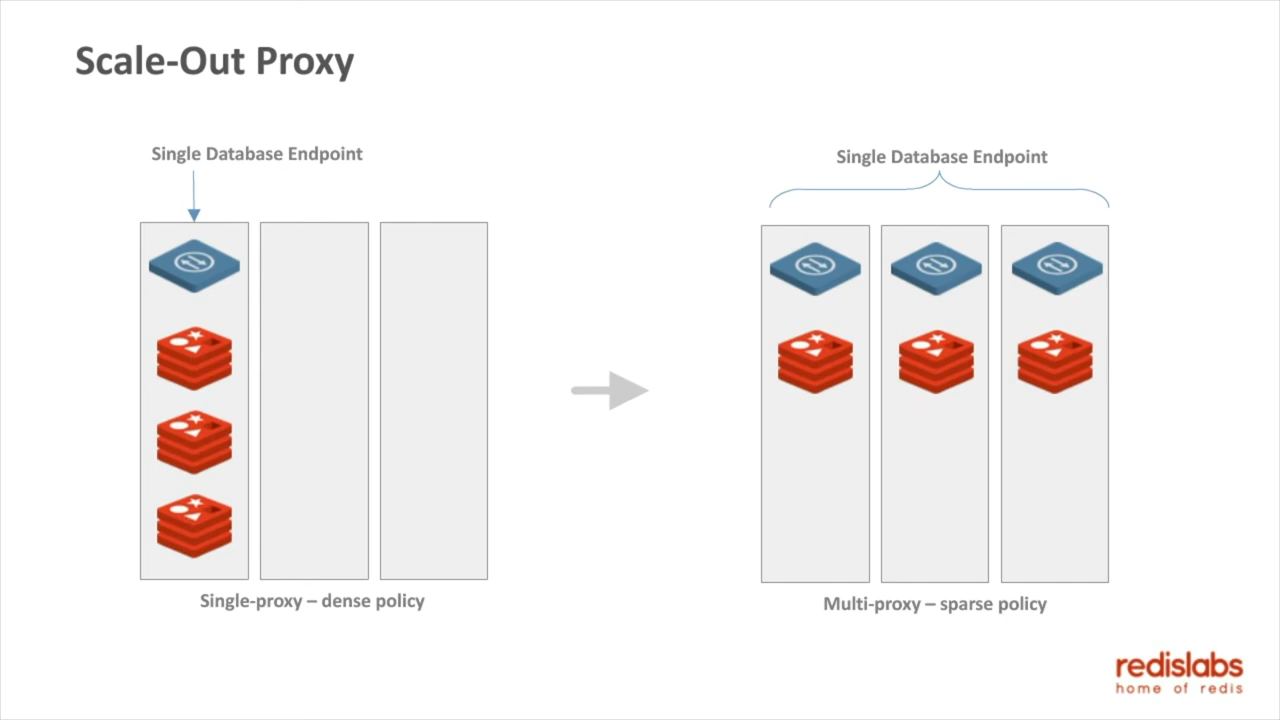 Scale-Out Proxy
Single Database Endpoint
Single Database Endpoint
Single-proxy – dense policy
Multi-proxy – sparse policy
redislabs
home of redis